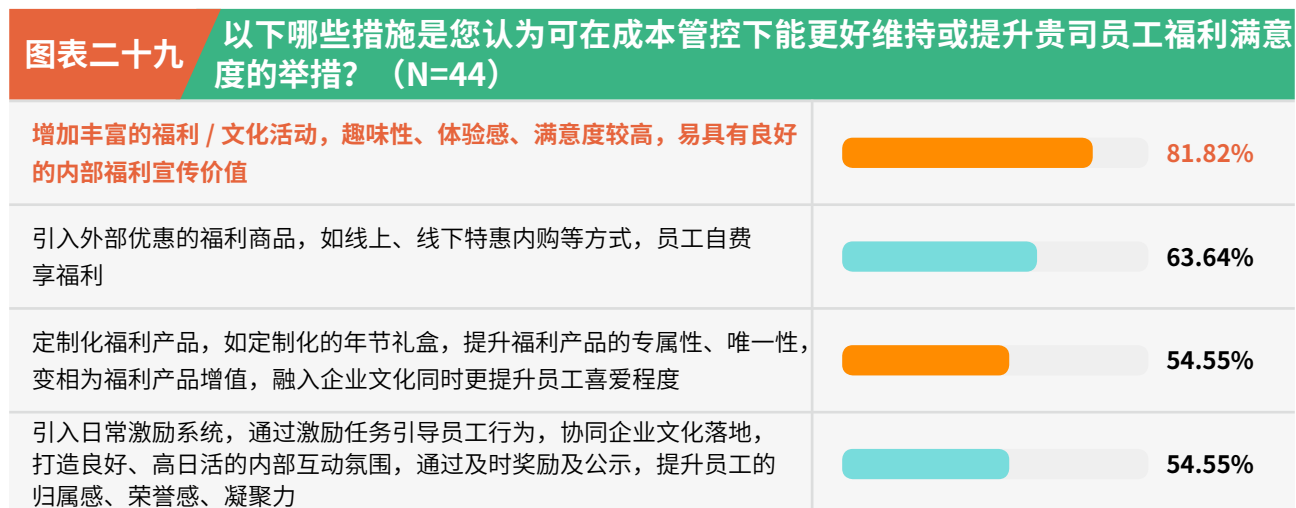 图表二十九
以下哪些措施是您认为可在成本管控下能更好维持或提升贵司员工福利满意
度的举措？（N=44）
增加丰富的福利 / 文化活动，趣味性、体验感、满意度较高，易具有良好
的内部福利宣传价值
81.82%
引入外部优惠的福利商品，如线上、线下特惠内购等方式，员工自费
享福利
63.64%
定制化福利产品，如定制化的年节礼盒，提升福利产品的专属性、唯一性，
变相为福利产品增值，融入企业文化同时更提升员工喜爱程度
54.55%
引入日常激励系统，通过激励任务引导员工行为，协同企业文化落地，
打造良好、高日活的内部互动氛围，通过及时奖励及公示，提升员工的
归属感、荣誉感、凝聚力
54.55%